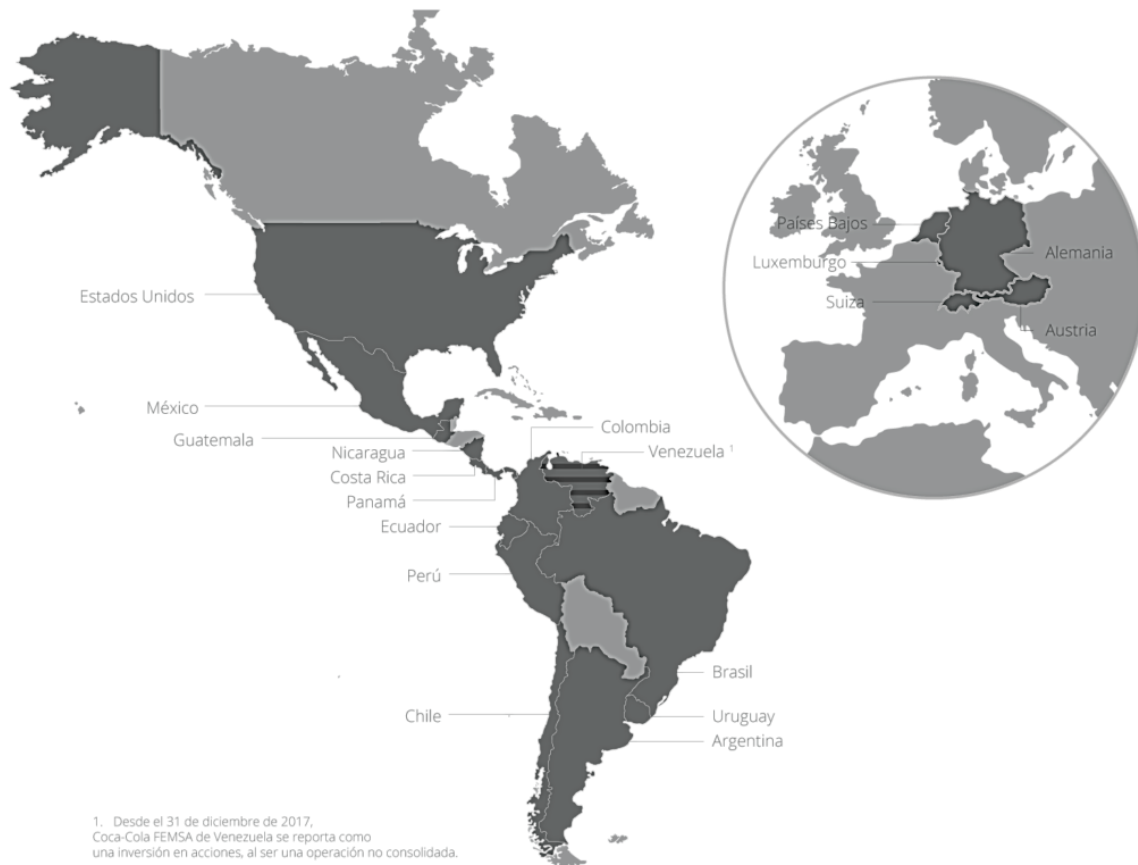 Países Bajos
Luxemburgo
Alemania
Suiza
Austria
Estados Unidos
México
Guatemala
Nicaragua
Costa Rica
Panamá
Ecuador
Perú
Chile
Colombia
Venezuela ¹
Brasil
Uruguay
Argentina
1. Desde el 31 de diciembre de 2017,
Coca-Cola FEMSA de Venezuela se reporta como
una inversión en acciones, al ser una operación no consolidada.